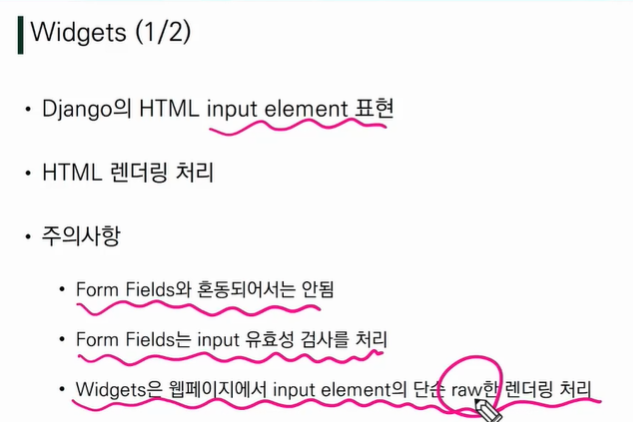 Widgets (1/2)
• Django의 HTML input element 표현
• HTML 렌더링 처리
• 주의사항
• Form Fields와 혼동되어서는 안됨
• Form Fields는 input 유효성 검사를 처리
• Widgets은 웹페이지에서 input element의 단순 raw한 렌더링 처리